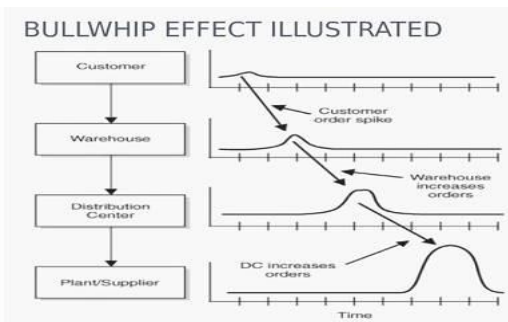 BULLWHIP EFFECT ILLUSTRATED
Customer
Customer
order spike
Warehouse
Warehouse
increases
orders
Distribution
Center
DC increases
orders
Plant/Supplier
Time